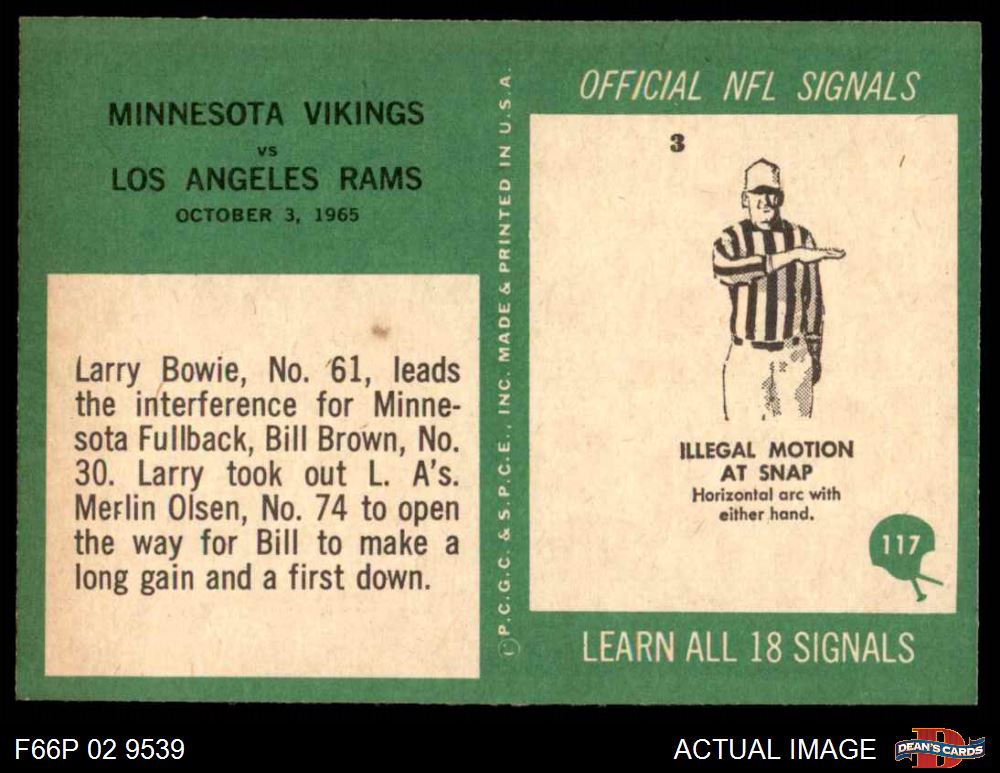 MINNESOTA VIKINGS
VS
LOS ANGELES RAMS
OCTOBER 3, 1965
Larry Bowie, No. 61, leads
the interference for Minne-
sota Fullback, Bill Brown, No.
30. Larry took out L. A's.
Merlin Olsen, No. 74 to open
the way for Bill to make a
long gain and a first down.
© P.C.G.C. & S.P.C.E., INC. MADE & PRINTED IN U.S.A.
OFFICIAL NFL SIGNALS
3
ILLEGAL MOTION
AT SNAP
Horizontal arc with
either hand.
117
LEARN ALL 18 SIGNALS
F66P 02 9539
ACTUAL IMAGE
D
DEAN'S CARDS